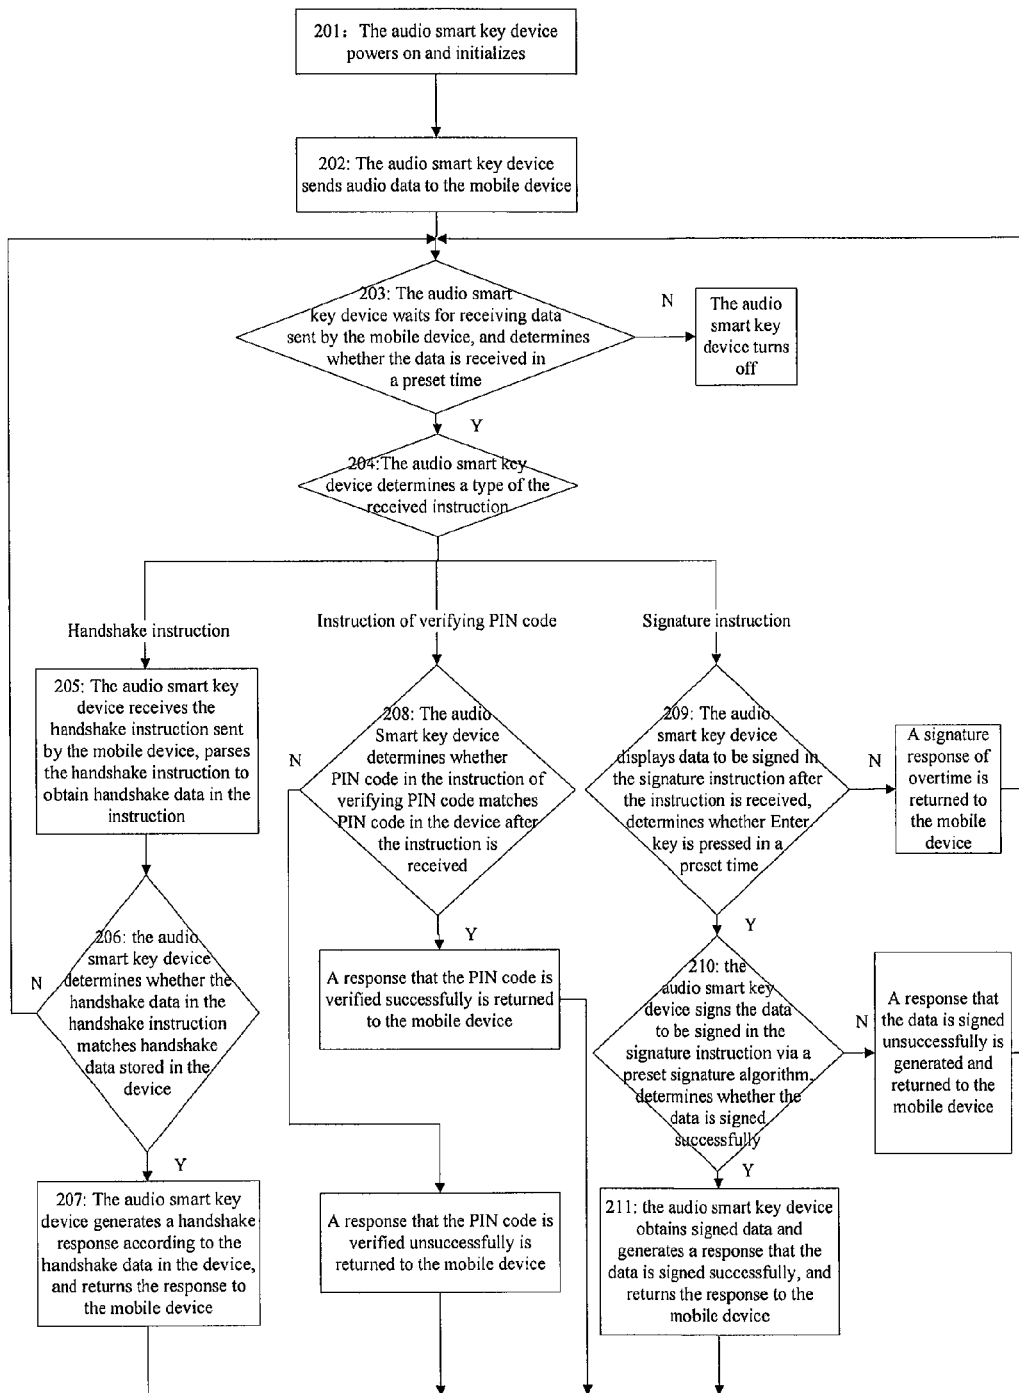 201: The audio smart key device
powers on and initializes
202: The audio smart key device
sends audio data to the mobile device
203: The audio smart
key device waits for receiving data
sent by the mobile device, and determines
whether the data is received in
a preset time
N
The audio
smart key
device turns
off
Y
204:The audio smart key
device determines a type of the
received instruction
Handshake instruction
Instruction of verifying PIN code
Signature instruction
205: The audio smart key
device receives the
handshake instruction sent
by the mobile device, parses
the handshake instruction to
obtain handshake data in the
instruction
208: The audio
Smart key device
determines whether
PIN code in the instruction of
verifying PIN code matches
PIN code in the device after
the instruction is
received
N
209: The audio
smart key device
displays data to be signed in
the signature instruction after
the instruction is received,
determines whether Enter
key is pressed in a
preset time
N
A signature
response of
overtime is
returned to
the mobile
device
Y
Y
206: the audio
smart key device
determines whether the
handshake data in the
handshake instruction
matches handshake
data stored in the
device
N
A response that the PIN code is
verified successfully is returned
to the mobile device
210: the
audio smart key
device signs the data
to be signed in the
signature instruction via a
preset signature algorithm,
determines whether the
data is signed
successfully
N
A response that
the data is signed
unsuccessfully is
generated and
returned to the
mobile device
Y
Y
207: The audio smart key
device generates a handshake
response according to the
handshake data in the device,
and returns the response to
the mobile device
A response that the PIN code is
verified unsuccessfully is
returned to the mobile device
211: the audio smart key device
obtains signed data and
generates a response that the
data is signed successfully, and
returns the response to the
mobile device